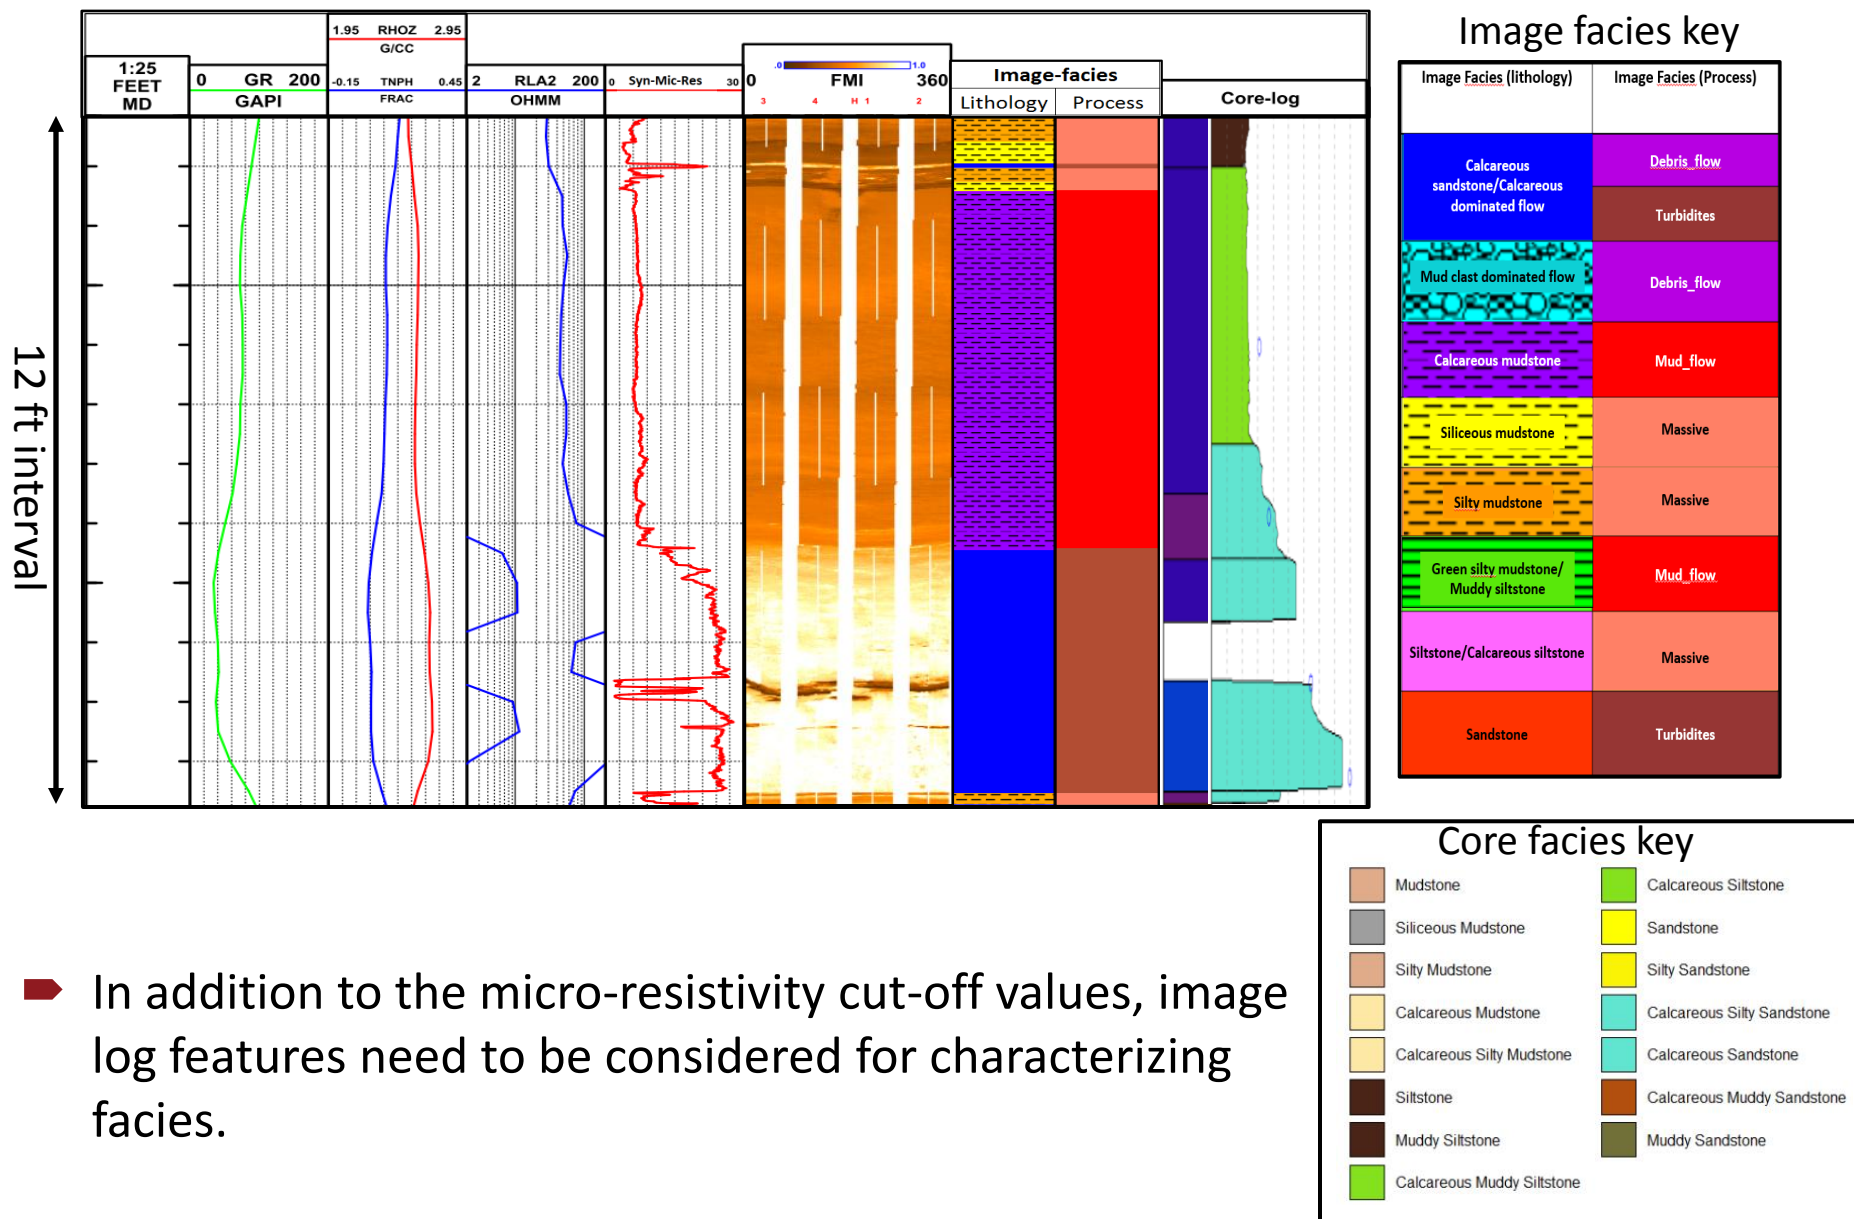 1:25
FEET
MD
0 GR 200
GAPI
1.95 RHOZ 2.95
G/CC
-0.15 TNPH 0.45
FRAC
2 RLA2 200
OHMM
Syn-Mic-Res
0 30
.0 1.0
0 FMI 360
3 4 H 1 2
Image-facies
Lithology Process
Core-log
12 ft interval
Image facies key
Image Facies (lithology)
Image Facies (Process)
Calcareous
sandstone/Calcareous
dominated flow
Debris_flow
Turbidites
Mud clast dominated flow
Debris_flow
Calcareous mudstone
Mud_flow
Siliceous mudstone
Massive
Silty mudstone
Massive
Green silty mudstone/
Muddy siltstone
Mud_flow
Siltstone/Calcareous siltstone
Massive
Sandstone
Turbidites
Core facies key
Mudstone
Siliceous Mudstone
Silty Mudstone
Calcareous Mudstone
Calcareous Silty Mudstone
Siltstone
Muddy Siltstone
Calcareous Muddy Siltstone
Calcareous Siltstone
Sandstone
Silty Sandstone
Calcareous Silty Sandstone
Calcareous Sandstone
Calcareous Muddy Sandstone
Muddy Sandstone
In addition to the micro-resistivity cut-off values, image
log features need to be considered for characterizing
facies.